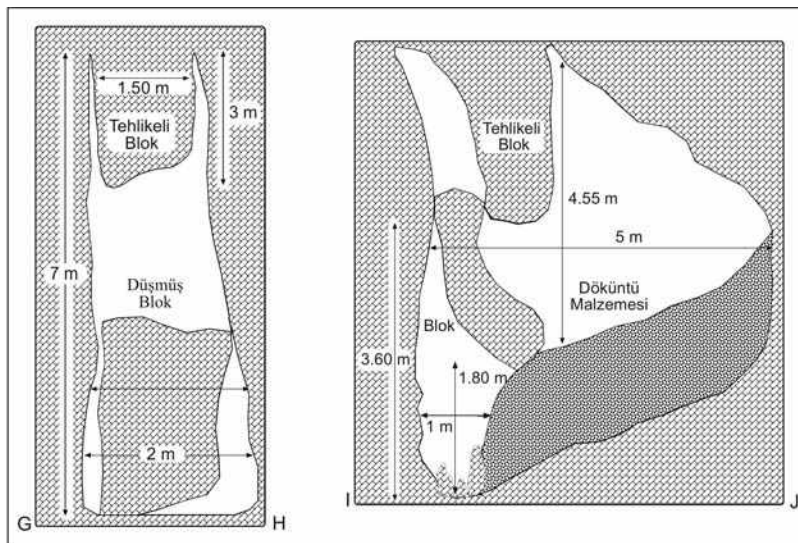 1.50 m
Tehlikeli
Blok
3 m
7 m
Düşmüş
Blok
2 m
G
H
Tehlikeli
Blok
4.55 m
5 m
Döküntü
Malzemesi
Blok
3.60 m
1.80 m
1 m
I
J